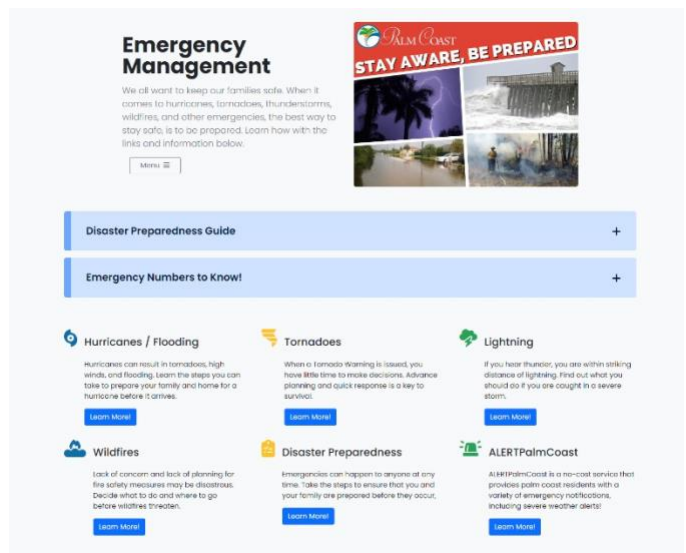 Emergency
Management
We all want to keep our families safe. When it
comes to hurricanes, tornadoes, thunderstorms,
wildfires, and other emergencies, the best way to
stay safe, is to be prepared. Learn how with the
links and information below.
Menu ☰
PALM COAST
STAY AWARE, BE PREPARED
Disaster Preparedness Guide +
Emergency Numbers to Know! +
Hurricanes / Flooding
Hurricanes can result in tornadoes, high
winds, and flooding. Learn the steps you can
take to prepare your family and home for a
hurricane before it arrives.
Learn More!
Tornadoes
When a Tornado Warning is issued, you
have little time to make decisions. Advance
planning and quick response is a key to
survival.
Learn More!
Lightning
If you hear thunder, you are within striking
distance of lightning. Find out what you
should do if you are caught in a severe
storm.
Learn More!
Wildfires
Lack of concern and lack of planning for
fire safety measures may be disastrous.
Decide what to do and where to go
before wildfires threaten.
Learn More!
Disaster Preparedness
Emergencies can happen to anyone at any
time. Take the steps to ensure that you and
your family are prepared before they occur,
Learn More!
ALERTPalmCoast
ALERTPalmCoast is a no-cost service that
provides palm coast residents with a
variety of emergency notifications,
including severe weather alerts!
Learn More!